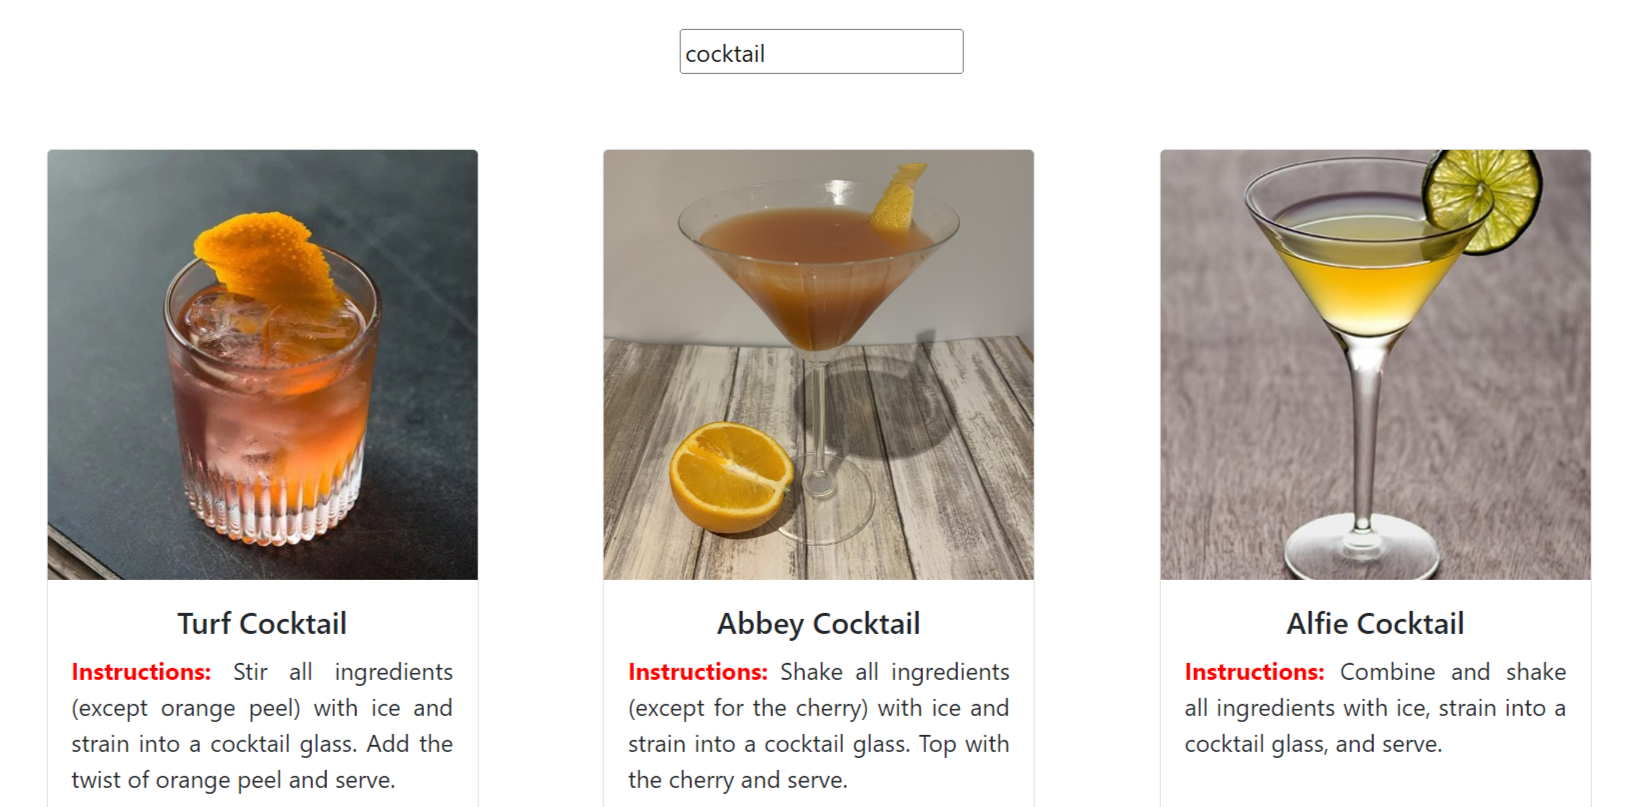 cocktail
Turf Cocktail
Instructions: Stir all ingredients
(except orange peel) with ice and
strain into a cocktail glass. Add the
twist of orange peel and serve.
Abbey Cocktail
Instructions: Shake all ingredients
(except for the cherry) with ice and
strain into a cocktail glass. Top with
the cherry and serve.
Alfie Cocktail
Instructions: Combine and shake
all ingredients with ice, strain into a
cocktail glass, and serve.